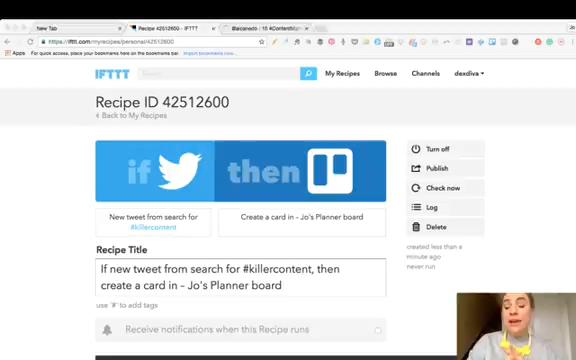 New Tab
Recipe 42512600 - IFTTT
https://ifttt.com/myrecipes/personal/42512600
Apps
For quick access, place your bookmarks here on the bookmarks bar.
Import bookmarks now...
IFTTT
Search
My Recipes
Browse
Channels
dexdiva
Recipe ID 42512600
Back to My Recipes
if
then
New tweet from search for
#killercontent
Create a card in – Jo's Planner board
Turn off
Publish
Check now
Log
Delete
created less than a
minute ago
never run
Recipe Title
If new tweet from search for #killercontent, then
create a card in – Jo's Planner board
use '#' to add tags
Receive notifications when this Recipe runs